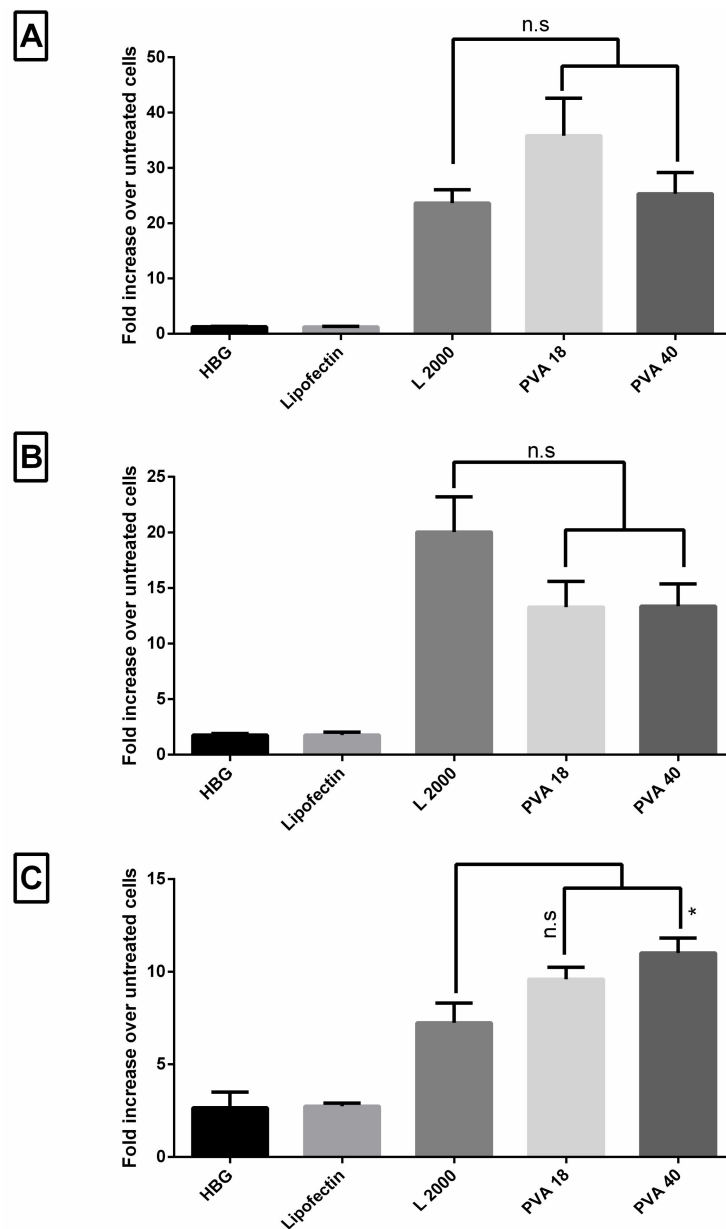 A
n.s
Fold increase over untreated cells
50
40
30
20
10
0
HBG
Lipofectin
L 2000
PVA 18
PVA 40
B
n.s
Fold increase over untreated cells
25
20
15
10
5
0
HBG
Lipofectin
L 2000
PVA 18
PVA 40
C
Fold increase over untreated cells
15
10
5
0
n.s
*
HBG
Lipofectin
L 2000
PVA 18
PVA 40